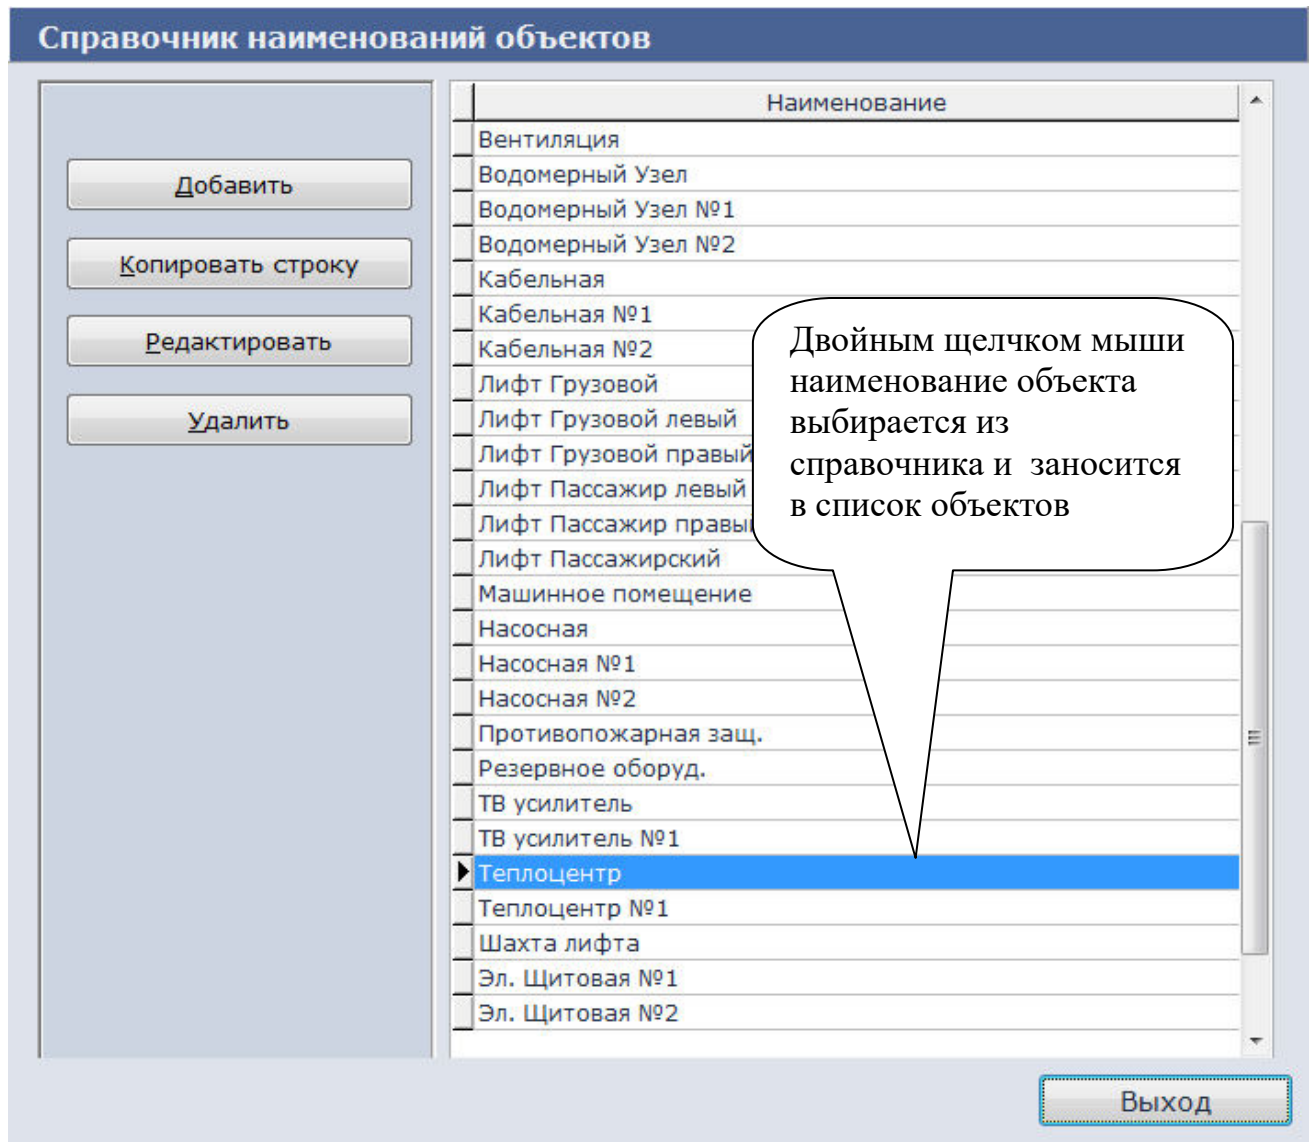 Справочник наименований объектов
Добавить
Копировать строку
Редактировать
Удалить
Наименование
Вентиляция
Водомерный Узел
Водомерный Узел №1
Водомерный Узел №2
Кабельная
Кабельная №1
Кабельная №2
Лифт Грузовой
Лифт Грузовой левый
Лифт Грузовой правый
Лифт Пассажир левый
Лифт Пассажир правый
Лифт Пассажирский
Машинное помещение
Насосная
Насосная №1
Насосная №2
Противопожарная защ.
Резервное оборуд.
ТВ усилитель
ТВ усилитель №1
Теплоцентр
Теплоцентр №1
Шахта лифта
Эл. Щитовая №1
Эл. Щитовая №2
Двойным щелчком мыши
наименование объекта
выбирается из
справочника и заносится
в список объектов
Выход